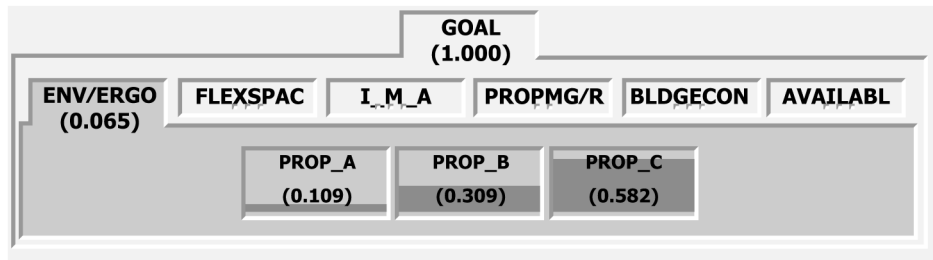 GOAL
(1.000)
ENV/ERGO
(0.065)
FLEXSPAC
I_M_A
PROPMG/R
BLDGECON
AVAILABL
PROP_A
(0.109)
PROP_B
(0.309)
PROP_C
(0.582)